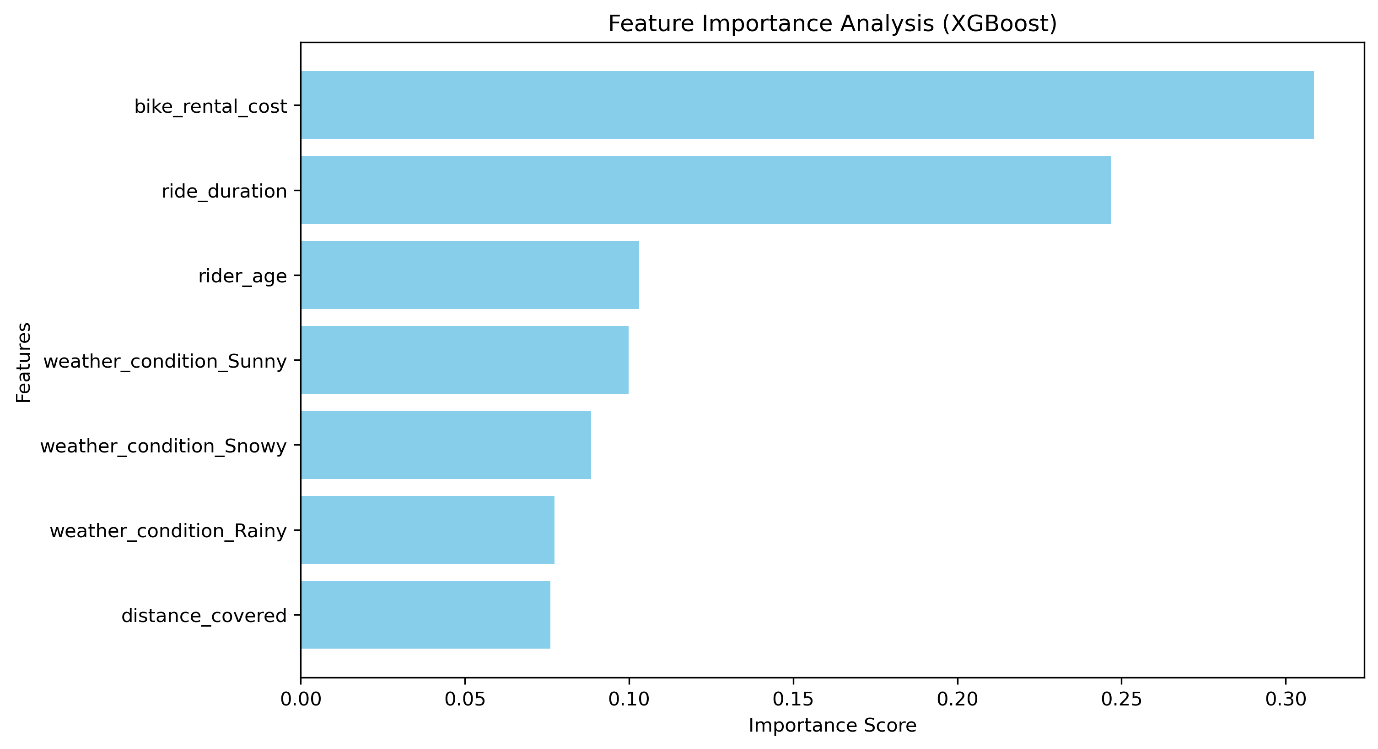 Feature Importance Analysis (XGBoost)
Features
bike_rental_cost
ride_duration
rider_age
weather_condition_Sunny
weather_condition_Snowy
weather_condition_Rainy
distance_covered
0.00 0.05 0.10 0.15 0.20 0.25 0.30
Importance Score